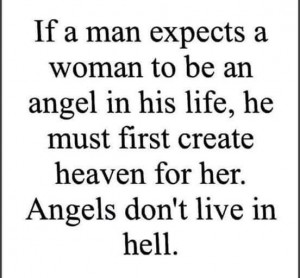 If a man expects a
woman to be an
angel in his life, he
must first create
heaven for her.
Angels don't live in
hell.